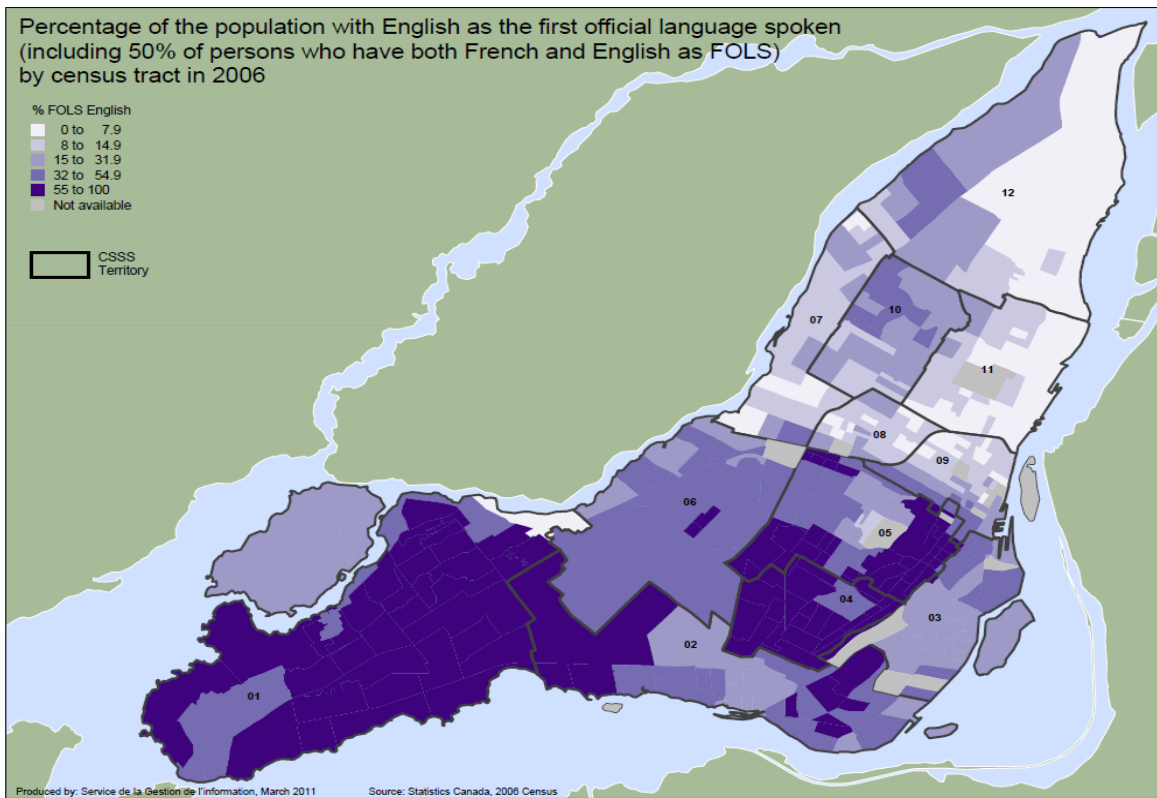 Percentage of the population with English as the first official language spoken
(including 50% of persons who have both French and English as FOLS)
by census tract in 2006
% FOLS English
0 to 7.9
8 to 14.9
15 to 31.9
32 to 54.9
55 to 100
Not available
CSSS
Territory
12
10
07
11
08
09
06
05
04
03
02
01
Produced by: Service de la Gestion de l'information, March 2011 Source: Statistics Canada, 2006 Census